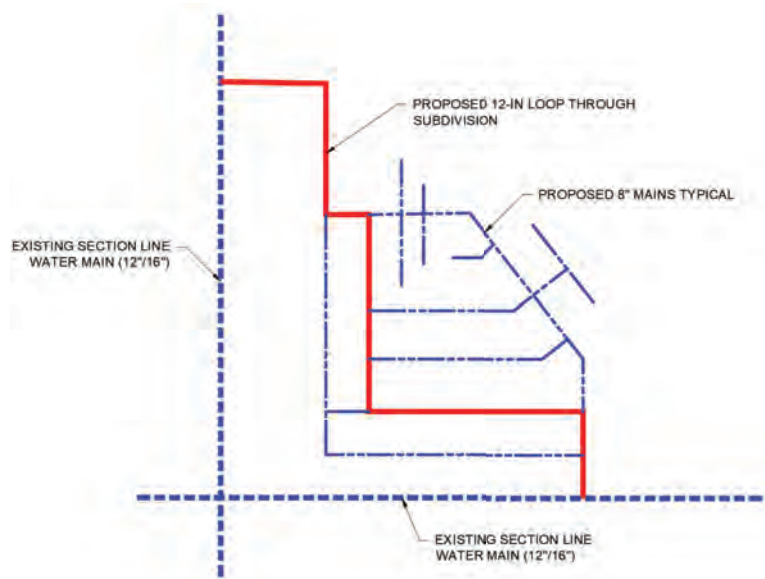 PROPOSED 12-IN LOOP THROUGH
SUBDIVISION
PROPOSED 8" MAINS TYPICAL
EXISTING SECTION LINE
WATER MAIN (12"/16")
EXISTING SECTION LINE
WATER MAIN (12"/16")